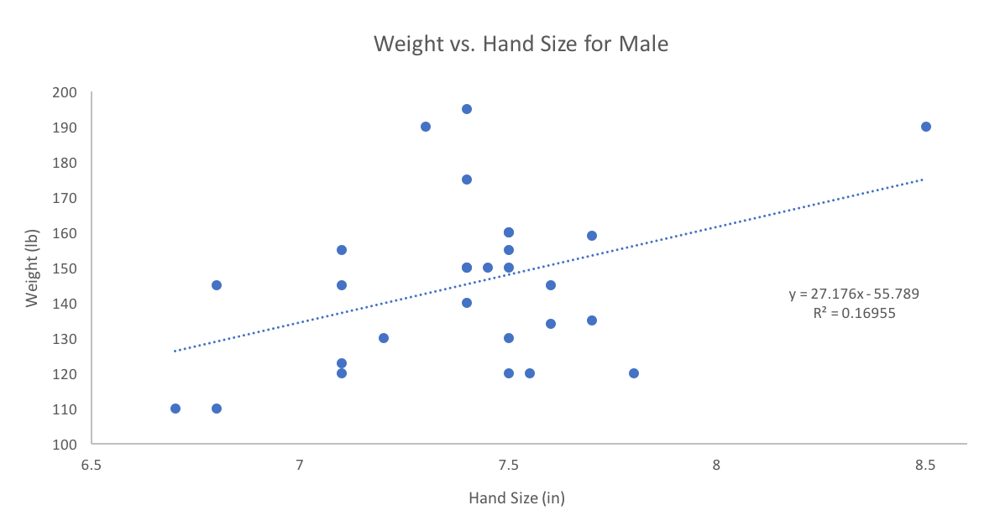 Weight vs. Hand Size for Male
200
190
180
170
160
150
140
130
120
110
100
Weight (lb)
y = 27.176x - 55.789
R² = 0.16955
6.5 7 7.5 8 8.5
Hand Size (in)